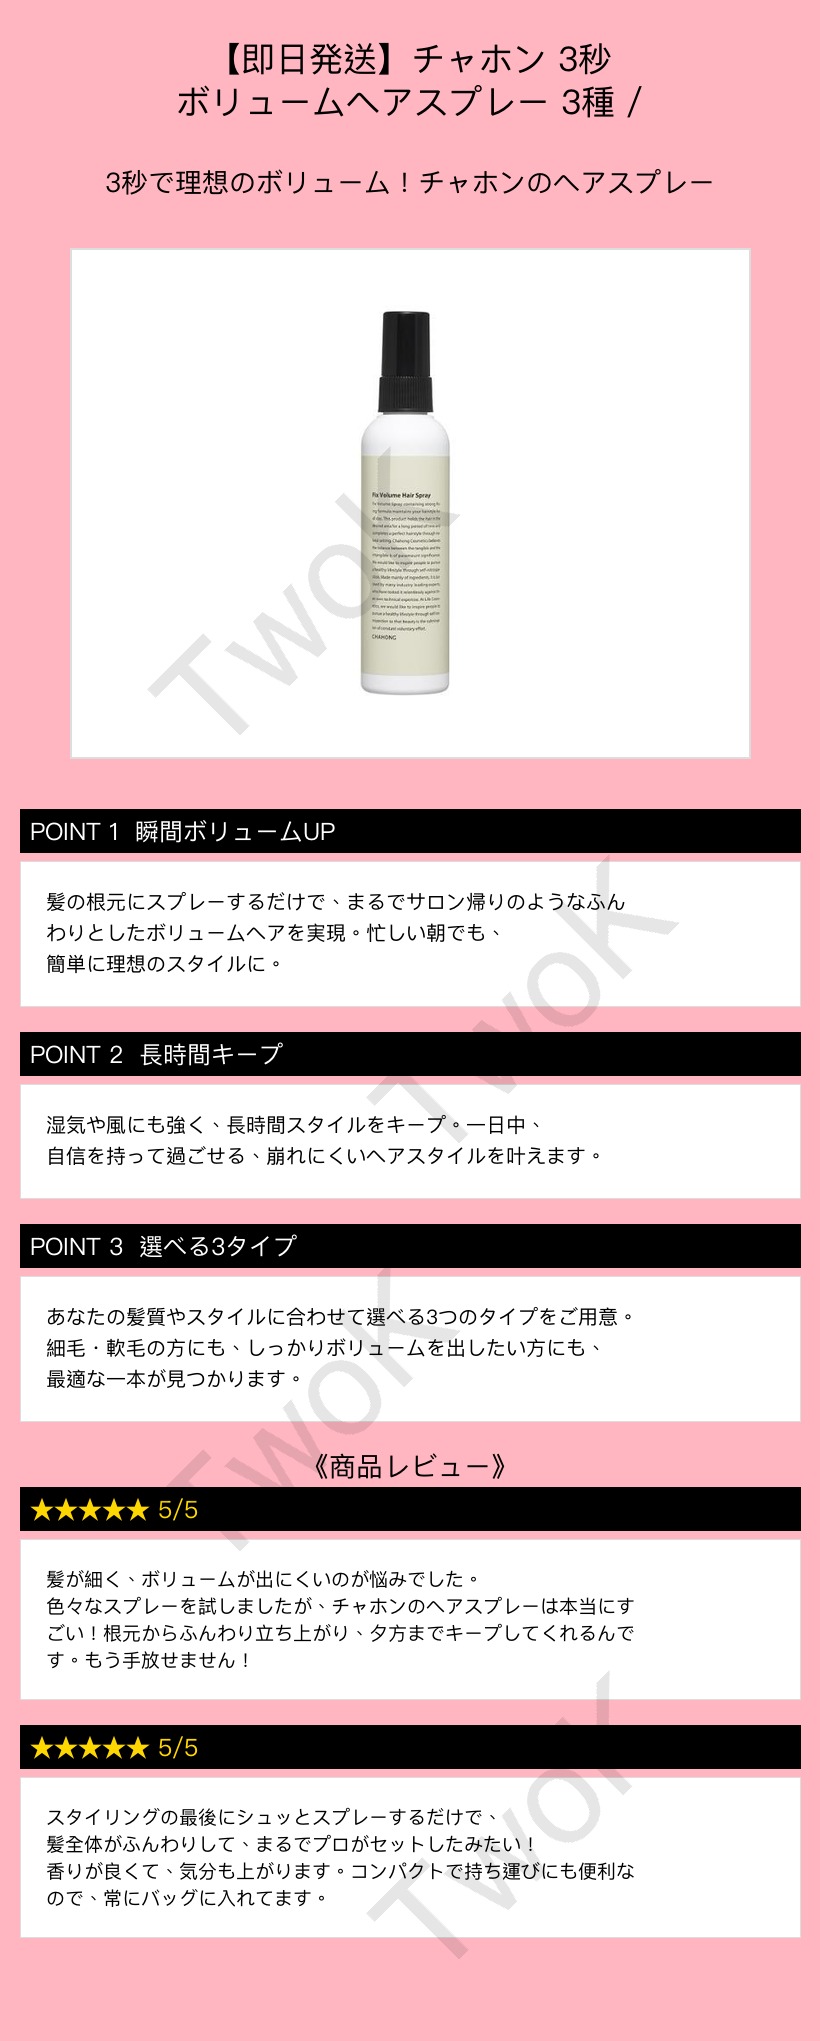 【即日発送】チャホン 3秒
ボリュームヘアスプレー 3種 /
3秒で理想のボリューム！チャホンのヘアスプレー
Fix Volume Hair Spray
CHAHONG
TwoK
POINT 1 瞬間ボリュームUP
髪の根元にスプレーするだけで、まるでサロン帰りのようなふん
わりとしたボリュームヘアを実現。忙しい朝でも、
簡単に理想のスタイルに。
TwoK
POINT 2 長時間キープ
湿気や風にも強く、長時間スタイルをキープ。一日中、
自信を持って過ごせる、崩れにくいヘアスタイルを叶えます。
POINT 3 選べる3タイプ
あなたの髪質やスタイルに合わせて選べる3つのタイプをご用意。
細毛・軟毛の方にも、しっかりボリュームを出したい方にも、
最適な一本が見つかります。
TwoK
《商品レビュー》
★★★★★ 5/5
髪が細く、ボリュームが出にくいのが悩みでした。
色々なスプレーを試しましたが、チャホンのヘアスプレーは本当にす
ごい！根元からふんわり立ち上がり、夕方までキープしてくれるんで
す。もう手放せません！
★★★★★ 5/5
スタイリングの最後にシュッとスプレーするだけで、
髪全体がふんわりして、まるでプロがセットしたみたい！
香りが良くて、気分も上がります。コンパクトで持ち運びにも便利な
ので、常にバッグに入れてます。
TwoK